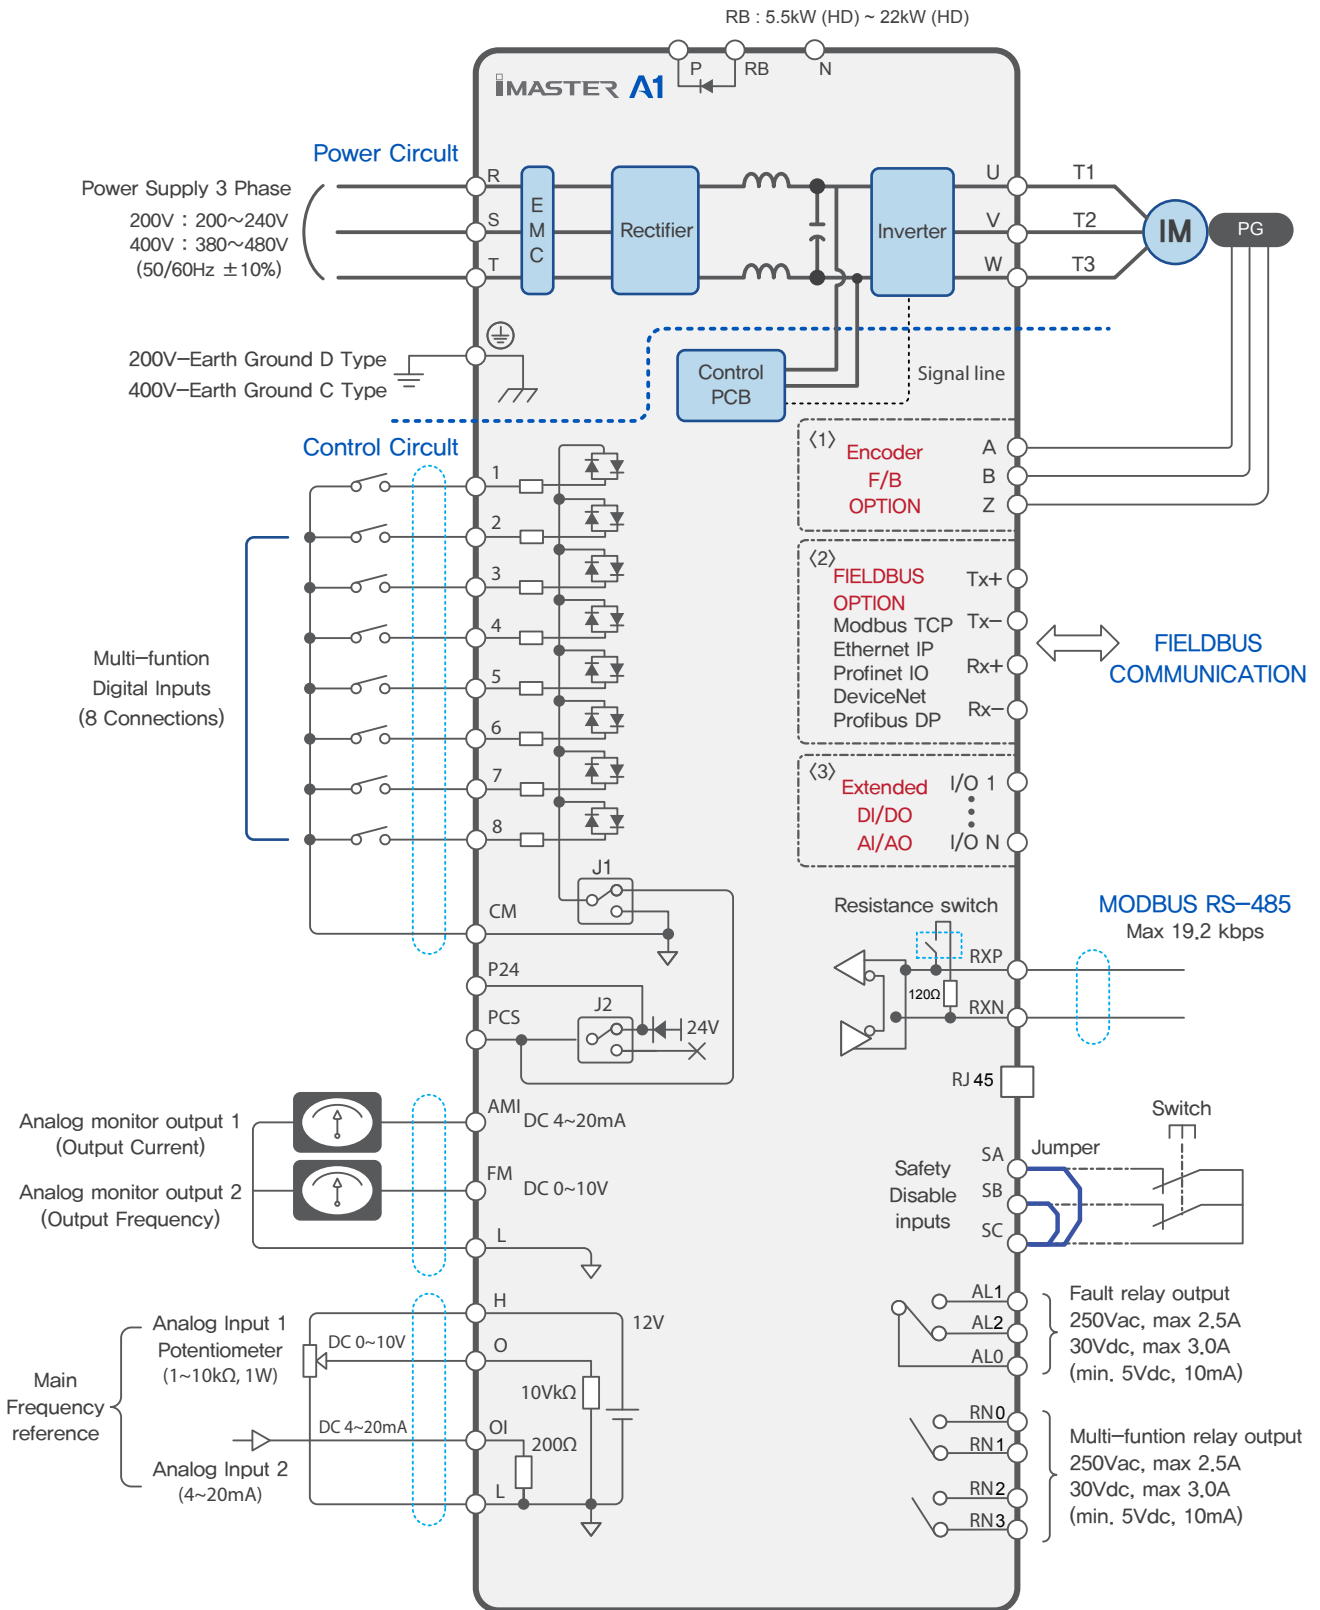 RB : 5.5kW (HD) ~ 22kW (HD)
P
RB
N
iMASTER A1
Power Circult
Power Supply 3 Phase
200V : 200~240V
400V : 380~480V
(50/60Hz ±10%)
R
S
T
E
M
C
Rectifier
Inverter
U
V
W
T1
T2
T3
IM
PG
200V-Earth Ground D Type
400V-Earth Ground C Type
Control
PCB
Signal line
Control Circult
1
2
3
4
5
6
7
8
Multi-funtion
Digital Inputs
(8 Connections)
〈1〉
Encoder
F/B
OPTION
A
B
Z
〈2〉
FIELDBUS
OPTION
Modbus TCP
Ethernet IP
Profinet IO
DeviceNet
Profibus DP
Tx+
Tx-
Rx+
Rx-
FIELDBUS
COMMUNICATION
〈3〉
Extended
DI/DO
AI/AO
I/O 1
I/O N
J1
CM
P24
PCS
J2
24V
Resistance switch
120Ω
RXP
RXN
MODBUS RS-485
Max 19.2 kbps
RJ 45
Analog monitor output 1
(Output Current)
AMI
DC 4~20mA
Analog monitor output 2
(Output Frequency)
FM
DC 0~10V
L
Safety
Disable
inputs
SA
SB
SC
Jumper
Switch
Main
Frequency
reference
Analog Input 1
Potentiometer
(1~10kΩ, 1W)
DC 0~10V
DC 4~20mA
Analog Input 2
(4~20mA)
H
O
OI
L
12V
10VkΩ
200Ω
AL1
AL2
AL0
Fault relay output
250Vac, max 2.5A
30Vdc, max 3.0A
(min. 5Vdc, 10mA)
RN0
RN1
RN2
RN3
Multi-funtion relay output
250Vac, max 2.5A
30Vdc, max 3.0A
(min. 5Vdc, 10mA)